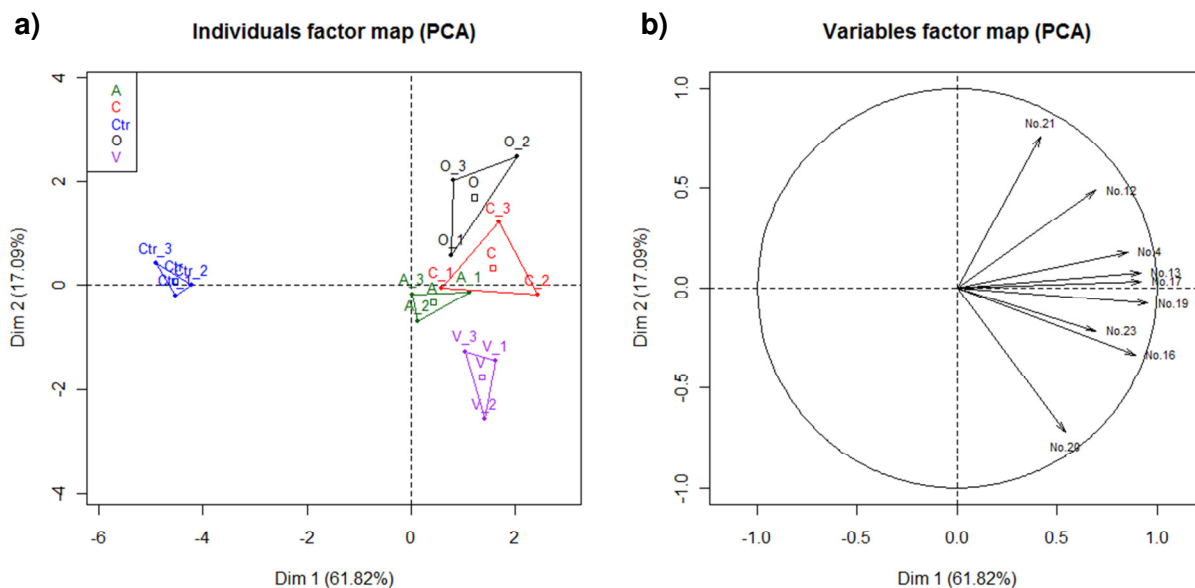 a)
Individuals factor map (PCA)
A
C
Ctr
O
V
4
2
0
-2
-4
Dim 2 (17.09%)
O_2
O_3
O
C_3
O_1
C
Ctr_3
Ctr
Ctr_2
C_1
A_3
A_1
C_2
A
A_2
V_3
V_1
V
V_2
-6
-4
-2
0
2
Dim 1 (61.82%)
b)
Variables factor map (PCA)
1.0
0.5
0.0
-0.5
-1.0
Dim 2 (17.09%)
No.21
No.12
No.4
No.13
No.17
No.19
No.23
No.16
No.20
-1.0
-0.5
0.0
0.5
1.0
Dim 1 (61.82%)